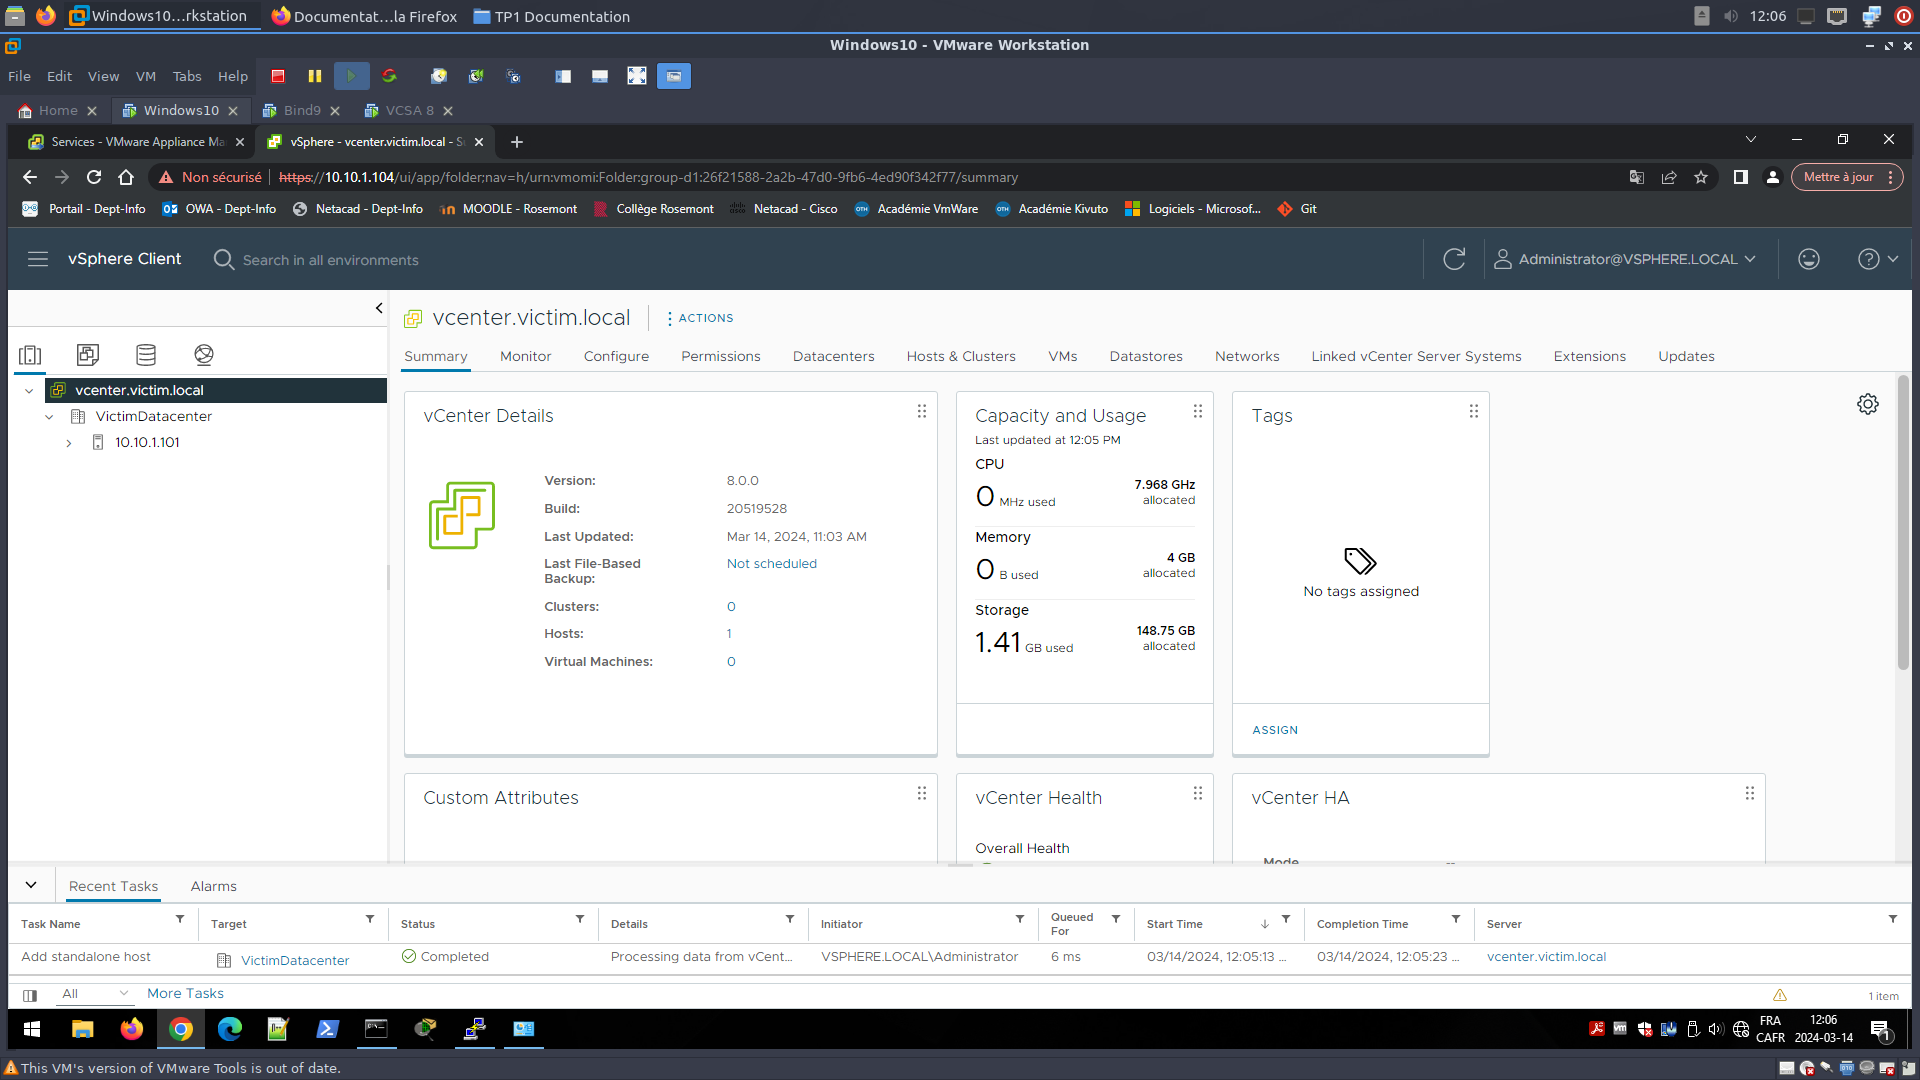 Windows10...rkstation
Documentat...la Firefox
TP1 Documentation
12:06
Windows10 - VMware Workstation
File Edit View VM Tabs Help
Home
Windows10
Bind9
VCSA 8
Services - VMware Appliance Ma
vSphere - vcenter.victim.local - S
Non sécurisé
https://10.10.1.104/ui/app/folder;nav=h/urn:vmomi:Folder:group-d1:26f21588-2a2b-47d0-9fb6-4ed90f342f77/summary
Mettre à jour
Portail - Dept-Info
OWA - Dept-Info
Netacad - Dept-Info
MOODLE - Rosemont
Collège Rosemont
Netacad - Cisco
Académie VmWare
Académie Kivuto
Logiciels - Microsof...
Git
vSphere Client
Search in all environments
Administrator@VSPHERE.LOCAL
vcenter.victim.local
ACTIONS
Summary Monitor Configure Permissions Datacenters Hosts & Clusters VMs Datastores Networks Linked vCenter Server Systems Extensions Updates
vcenter.victim.local
VictimDatacenter
10.10.1.101
vCenter Details
Version: 8.0.0
Build: 20519528
Last Updated: Mar 14, 2024, 11:03 AM
Last File-Based Backup: Not scheduled
Clusters: 0
Hosts: 1
Virtual Machines: 0
Capacity and Usage
Last updated at 12:05 PM
CPU
0 MHz used
7.968 GHz allocated
Memory
0 B used
4 GB allocated
Storage
1.41 GB used
148.75 GB allocated
Tags
No tags assigned
ASSIGN
Custom Attributes
vCenter Health
Overall Health
vCenter HA
Mode
--
Recent Tasks
Alarms
Task Name Target Status Details Initiator Queued For Start Time Completion Time Server
Add standalone host VictimDatacenter Completed Processing data from vCent... VSPHERE.LOCAL\Administrator 6 ms 03/14/2024, 12:05:13 ... 03/14/2024, 12:05:23 ... vcenter.victim.local
All
More Tasks
1 item
FRA
CAFR
12:06
2024-03-14
1
This VM's version of VMware Tools is out of date.